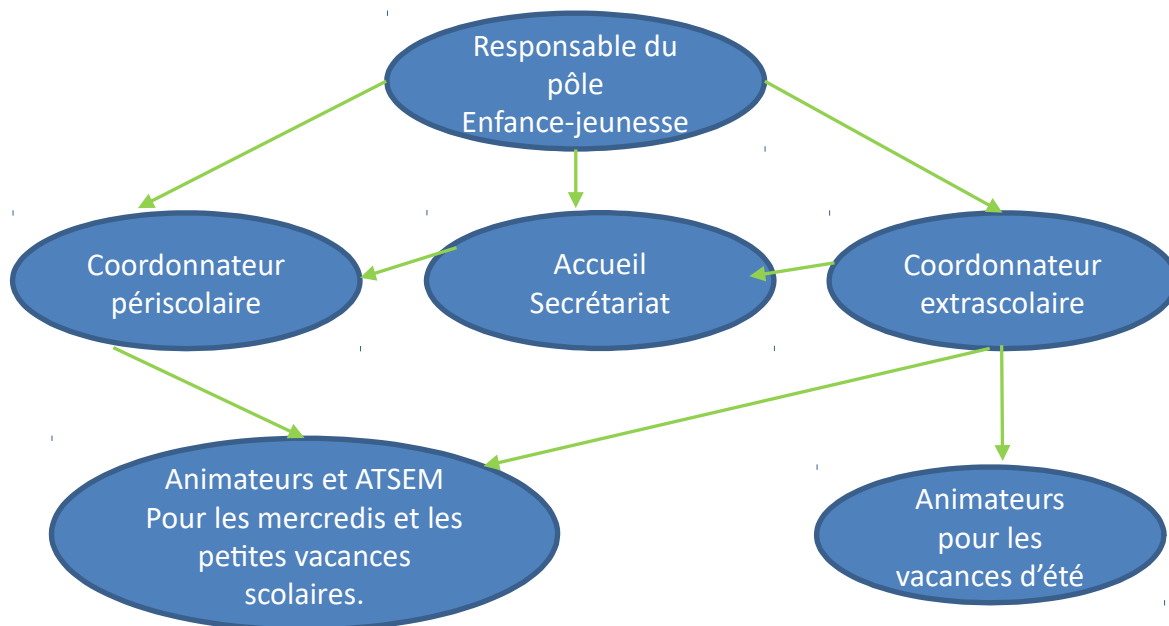 Responsable du
pôle
Enfance-jeunesse
Coordonnateur
périscolaire
Accueil
Secrétariat
Coordonnateur
extrascolaire
Animateurs et ATSEM
Pour les mercredis et les
petites vacances
scolaires.
Animateurs
pour les
vacances d’été